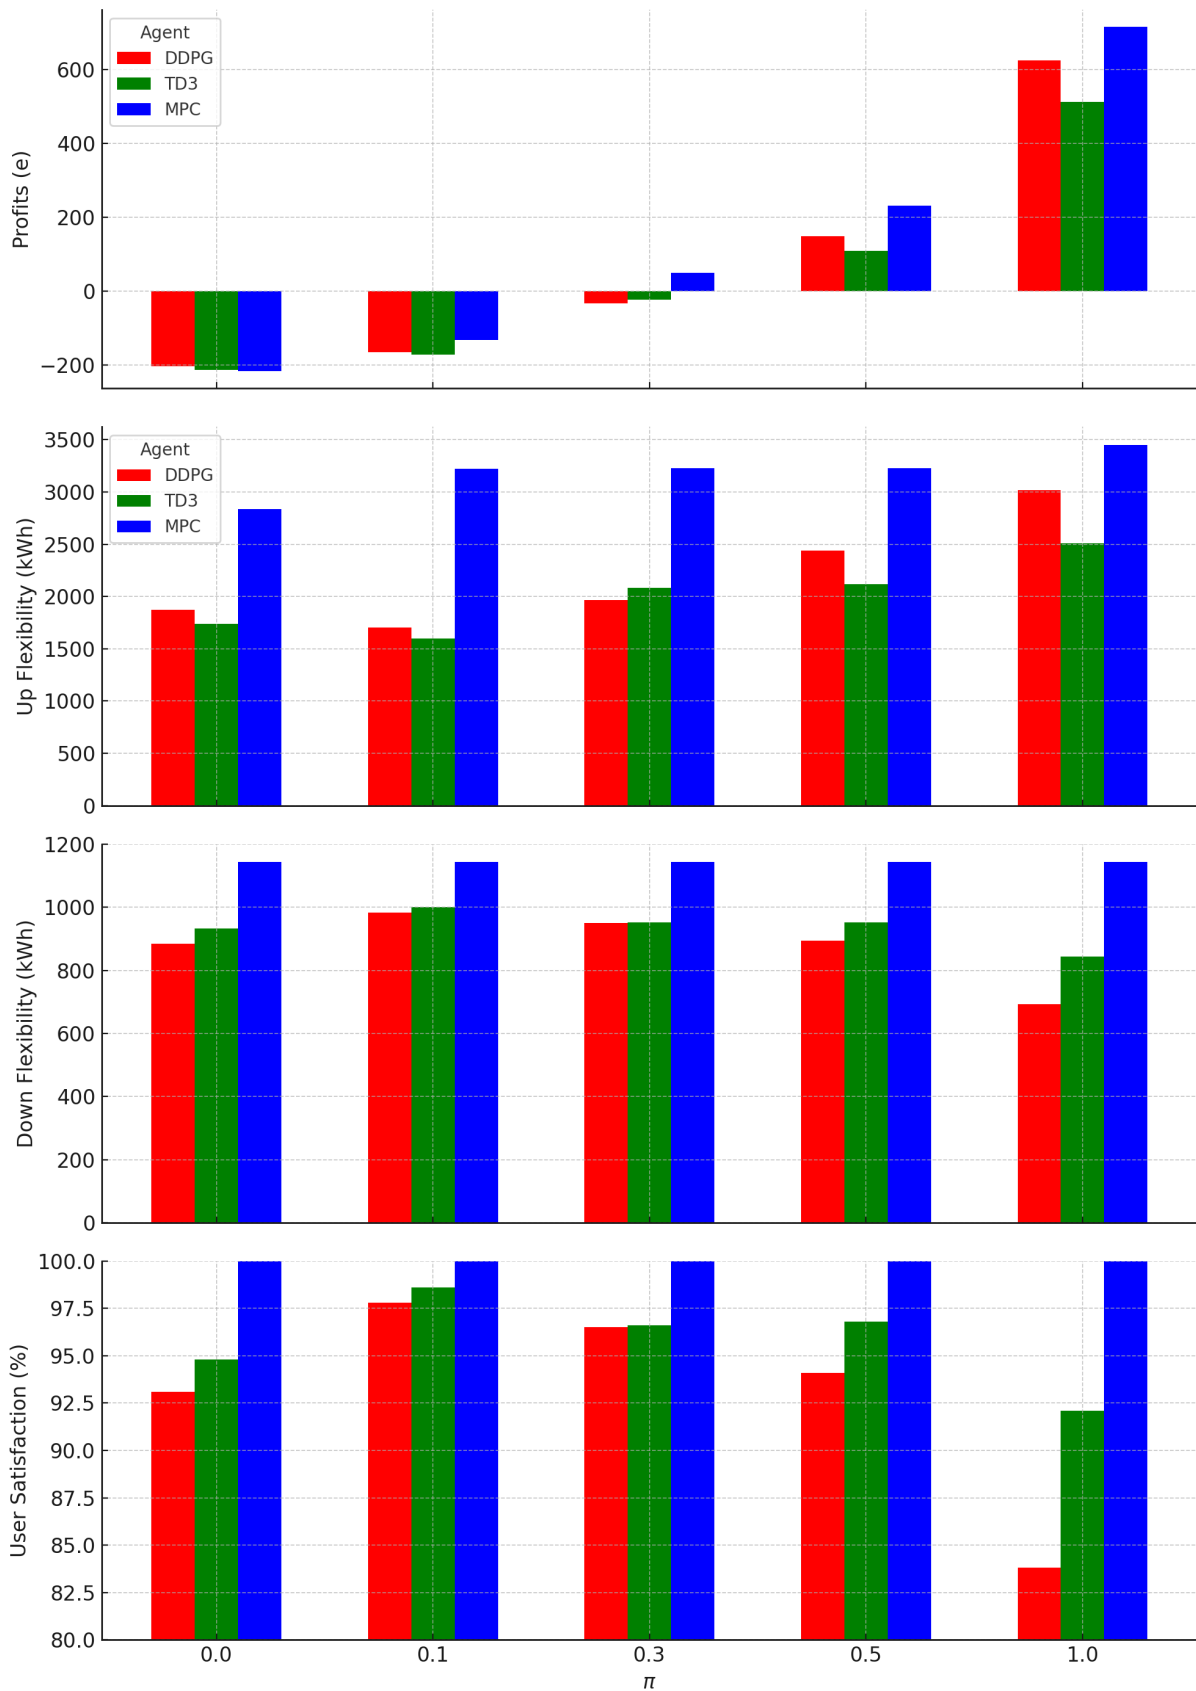 Agent
DDPG
TD3
MPC
Profits (e)
600
400
200
0
−200
Agent
DDPG
TD3
MPC
Up Flexibility (kWh)
3500
3000
2500
2000
1500
1000
500
0
Down Flexibility (kWh)
1200
1000
800
600
400
200
0
User Satisfaction (%)
100.0
97.5
95.0
92.5
90.0
87.5
85.0
82.5
80.0
0.0 0.1 0.3 0.5 1.0
π